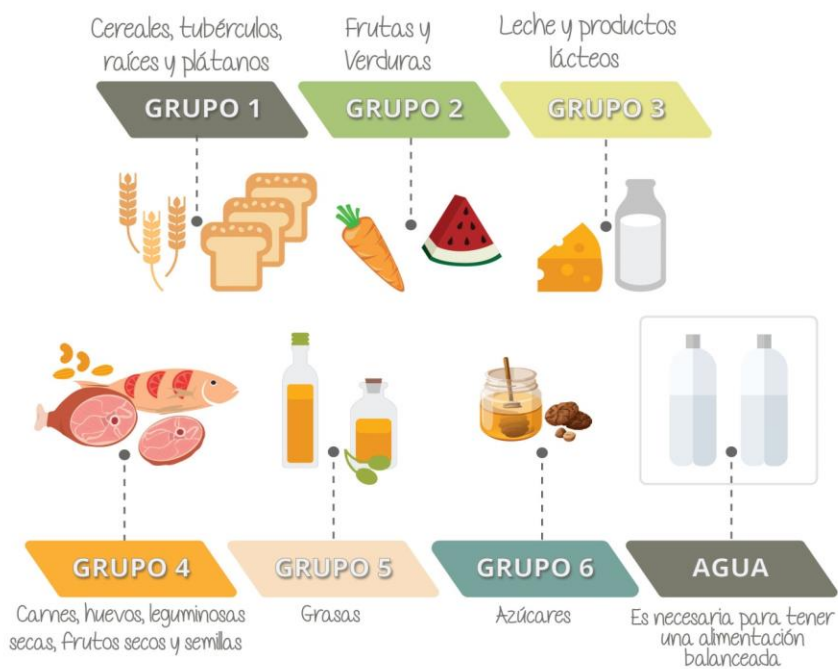 Cereales, tubérculos,
raíces y plátanos
GRUPO 1
Frutas y
Verduras
GRUPO 2
Leche y productos
lácteos
GRUPO 3
GRUPO 4
Carnes, huevos, leguminosas
secas, frutos secos y semillas
GRUPO 5
Grasas
GRUPO 6
Azúcares
AGUA
Es necesaria para tener
una alimentación
balanceada